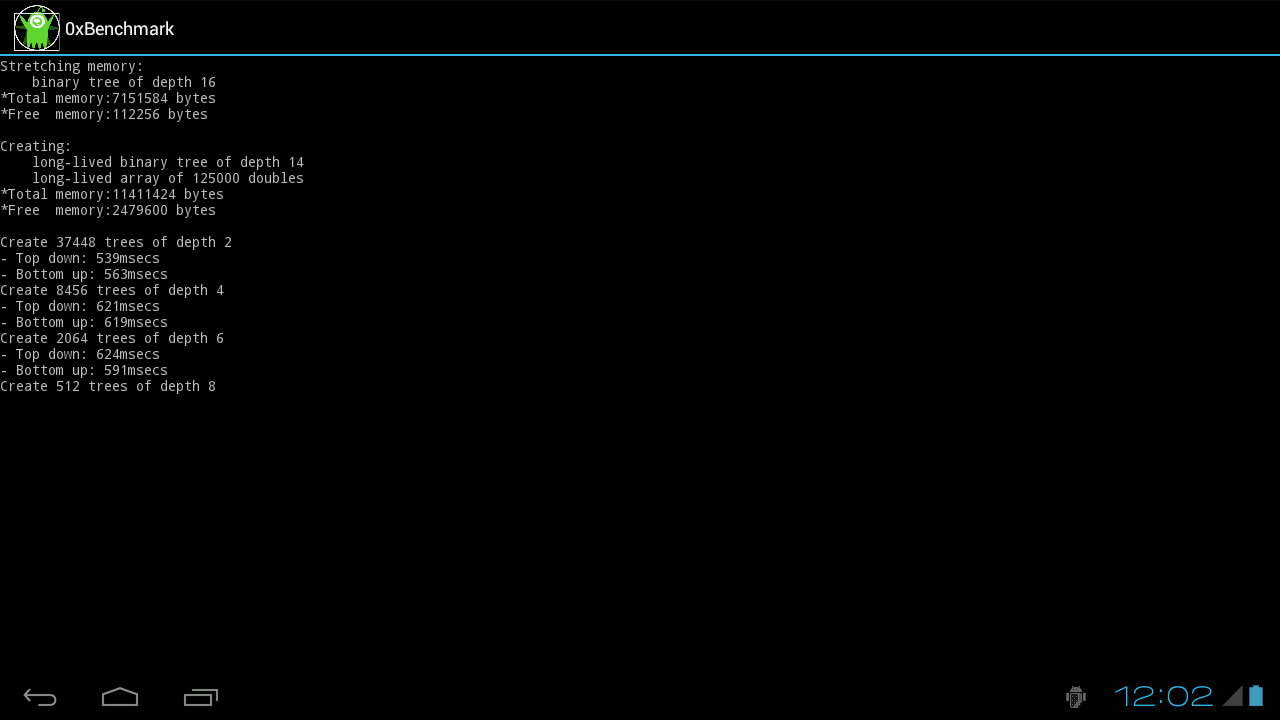 0xBenchmark
Stretching memory:
    binary tree of depth 16
*Total memory:7151584 bytes
*Free  memory:112256 bytes

Creating:
    long-lived binary tree of depth 14
    long-lived array of 125000 doubles
*Total memory:11411424 bytes
*Free  memory:2479600 bytes

Create 37448 trees of depth 2
- Top down: 539msecs
- Bottom up: 563msecs
Create 8456 trees of depth 4
- Top down: 621msecs
- Bottom up: 619msecs
Create 2064 trees of depth 6
- Top down: 624msecs
- Bottom up: 591msecs
Create 512 trees of depth 8
12:02